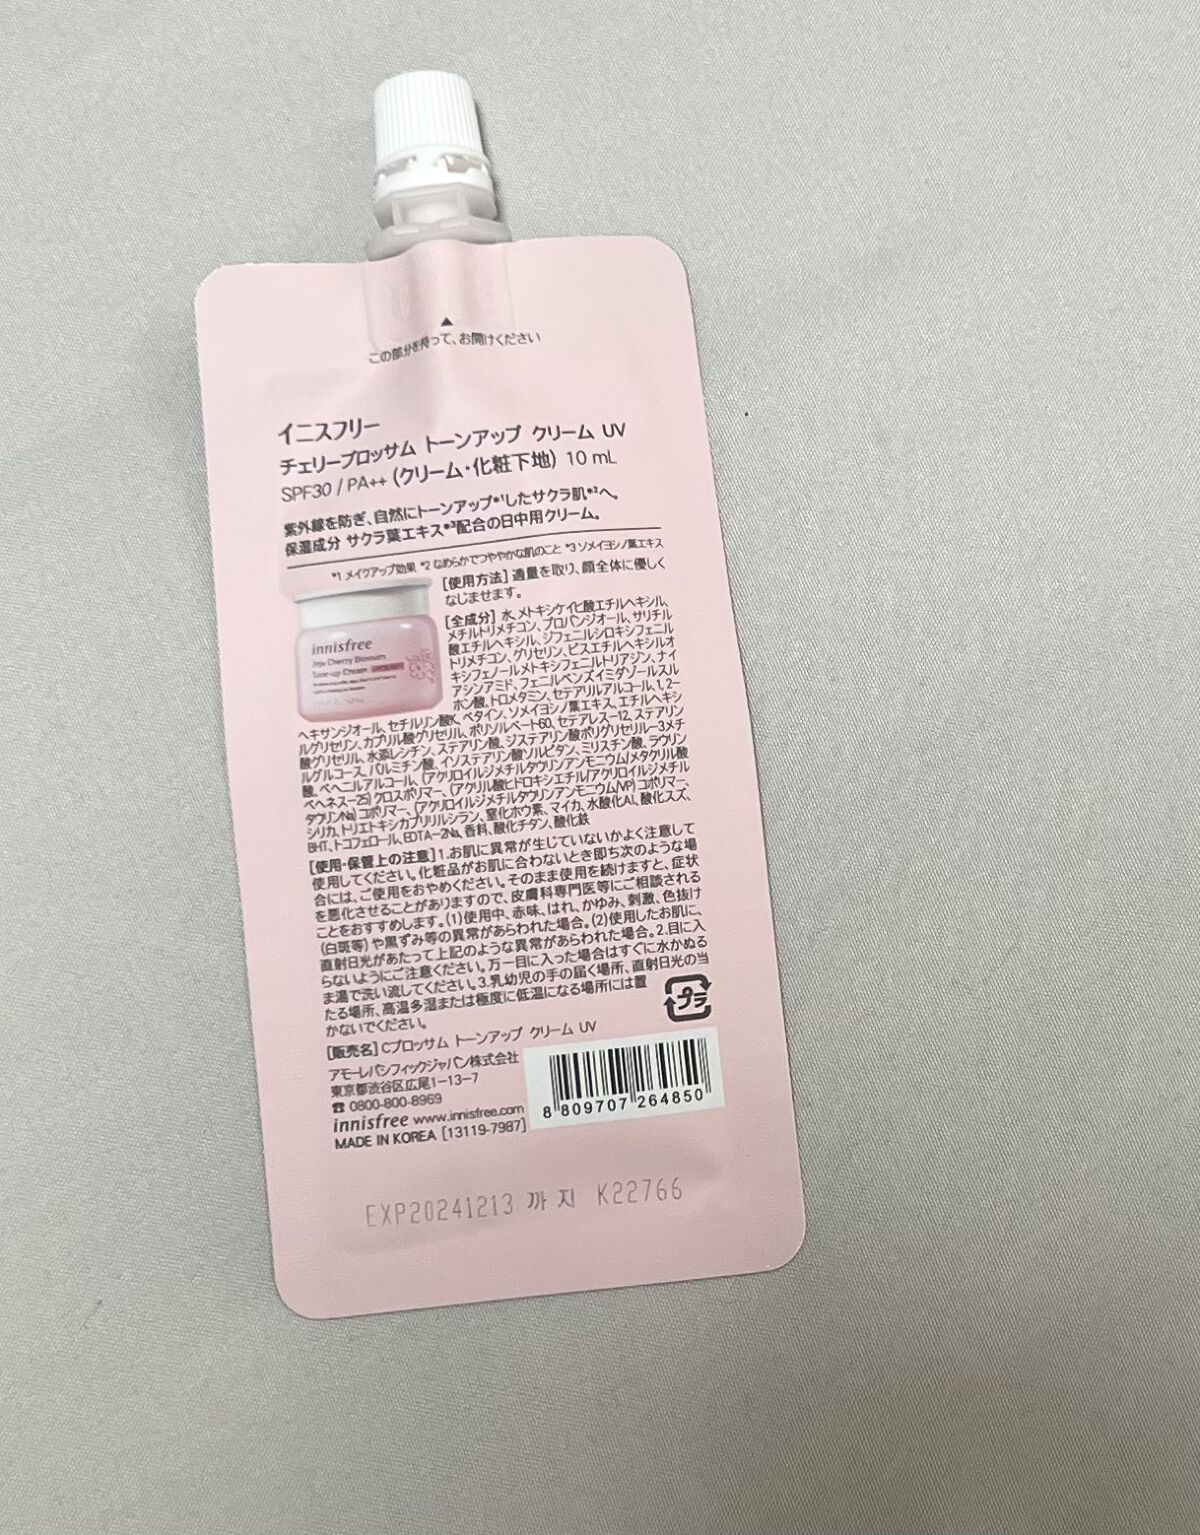 ▲
この部分を持って、お開けください
イニスフリー
チェリーブロッサム トーンアップ クリーム UV
SPF30 / PA++ (クリーム・化粧下地) 10 mL
紫外線を防ぎ、自然にトーンアップ*1したサクラ肌*2へ。
保湿成分 サクラ葉エキス*3配合の日中用クリーム。
*1 メイクアップ効果 *2 なめらかでつややかな肌のこと *3 ソメイヨシノ葉エキス
[使用方法] 適量を取り、顔全体に優しく
なじませます。
innisfree
Jeju Cherry Blossom
Tone-up Cream
[全成分] 水、メトキシケイヒ酸エチルヘキシル、
メチルトリメチコン、プロパンジオール、サリチル
酸エチルヘキシル、ジフェニルシロキシフェニル
トリメチコン、グリセリン、ビスエチルヘキシルオ
キシフェノールメトキシフェニルトリアジン、ナイ
アシンアミド、フェニルベンズイミダゾールスル
ホン酸、トロメタミン、セテアリルアルコール、1,2-
ヘキサンジオール、セチルリン酸K、ベタイン、ソメイヨシノ葉エキス、エチルヘキシ
ルグリセリン、カプリル酸グリセリル、ポリソルベート60、セテアレス-12、ステアリン
酸グリセリル、水添レシチン、ステアリン酸、ジステアリン酸ポリグリセリル-3メチ
ルグルコース、パルミチン酸、イソステアリン酸ソルビタン、ミリスチン酸、ラウリン
酸、ベヘニルアルコール、(アクリロイルジメチルタウリンアンモニウム/メタクリル酸
ベヘネス-25)クロスポリマー、(アクリル酸ヒドロキシエチル/アクリロイルジメチル
タウリンNa)コポリマー、(アクリロイルジメチルタウリンアンモニウム/VP)コポリマー、
シリカ、トリエトキシカプリリルシラン、窒化ホウ素、マイカ、水酸化Al、酸化スズ、
BHT、トコフェロール、EDTA-2Na、香料、酸化チタン、酸化鉄
[使用・保管上の注意] 1.お肌に異常が生じていないかよく注意して
使用してください。化粧品がお肌に合わないとき即ち次のような場
合には、ご使用をおやめください。そのまま使用を続けますと、症状
を悪化させることがありますので、皮膚科専門医等にご相談される
ことをおすすめします。(1)使用中、赤味、はれ、かゆみ、刺激、色抜け
(白斑等)や黒ずみ等の異常があらわれた場合。(2)使用したお肌に、
直射日光があたって上記のような異常があらわれた場合。2.目に入
らないようにご注意ください。万一目に入った場合はすぐに水かぬる
ま湯で洗い流してください。3.乳幼児の手の届く場所、直射日光の当
たる場所、高温多湿または極度に低温になる場所には置
かないでください。
プラ
[販売名] Cブロッサム トーンアップ クリーム UV
アモーレパシフィックジャパン株式会社
東京都渋谷区広尾1-13-7
☎ 0800-800-8969
innisfree www.innisfree.com
MADE IN KOREA [13119-7987]
8 809707 264850
EXP20241213 까지 K22766